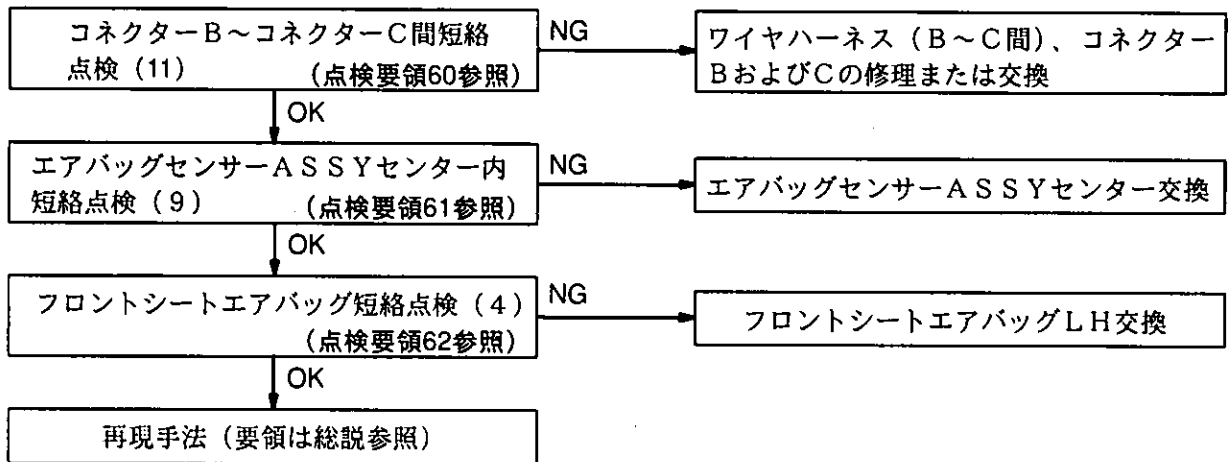 コネクターB〜コネクターC間短絡
点検（11）
（点検要領60参照）
NG
ワイヤハーネス（B〜C間）、コネクター
BおよびCの修理または交換
OK
エアバッグセンサーASSYセンター内
短絡点検（9）
（点検要領61参照）
NG
エアバッグセンサーASSYセンター交換
OK
フロントシートエアバッグ短絡点検（4）
（点検要領62参照）
NG
フロントシートエアバッグLH交換
OK
再現手法（要領は総説参照）